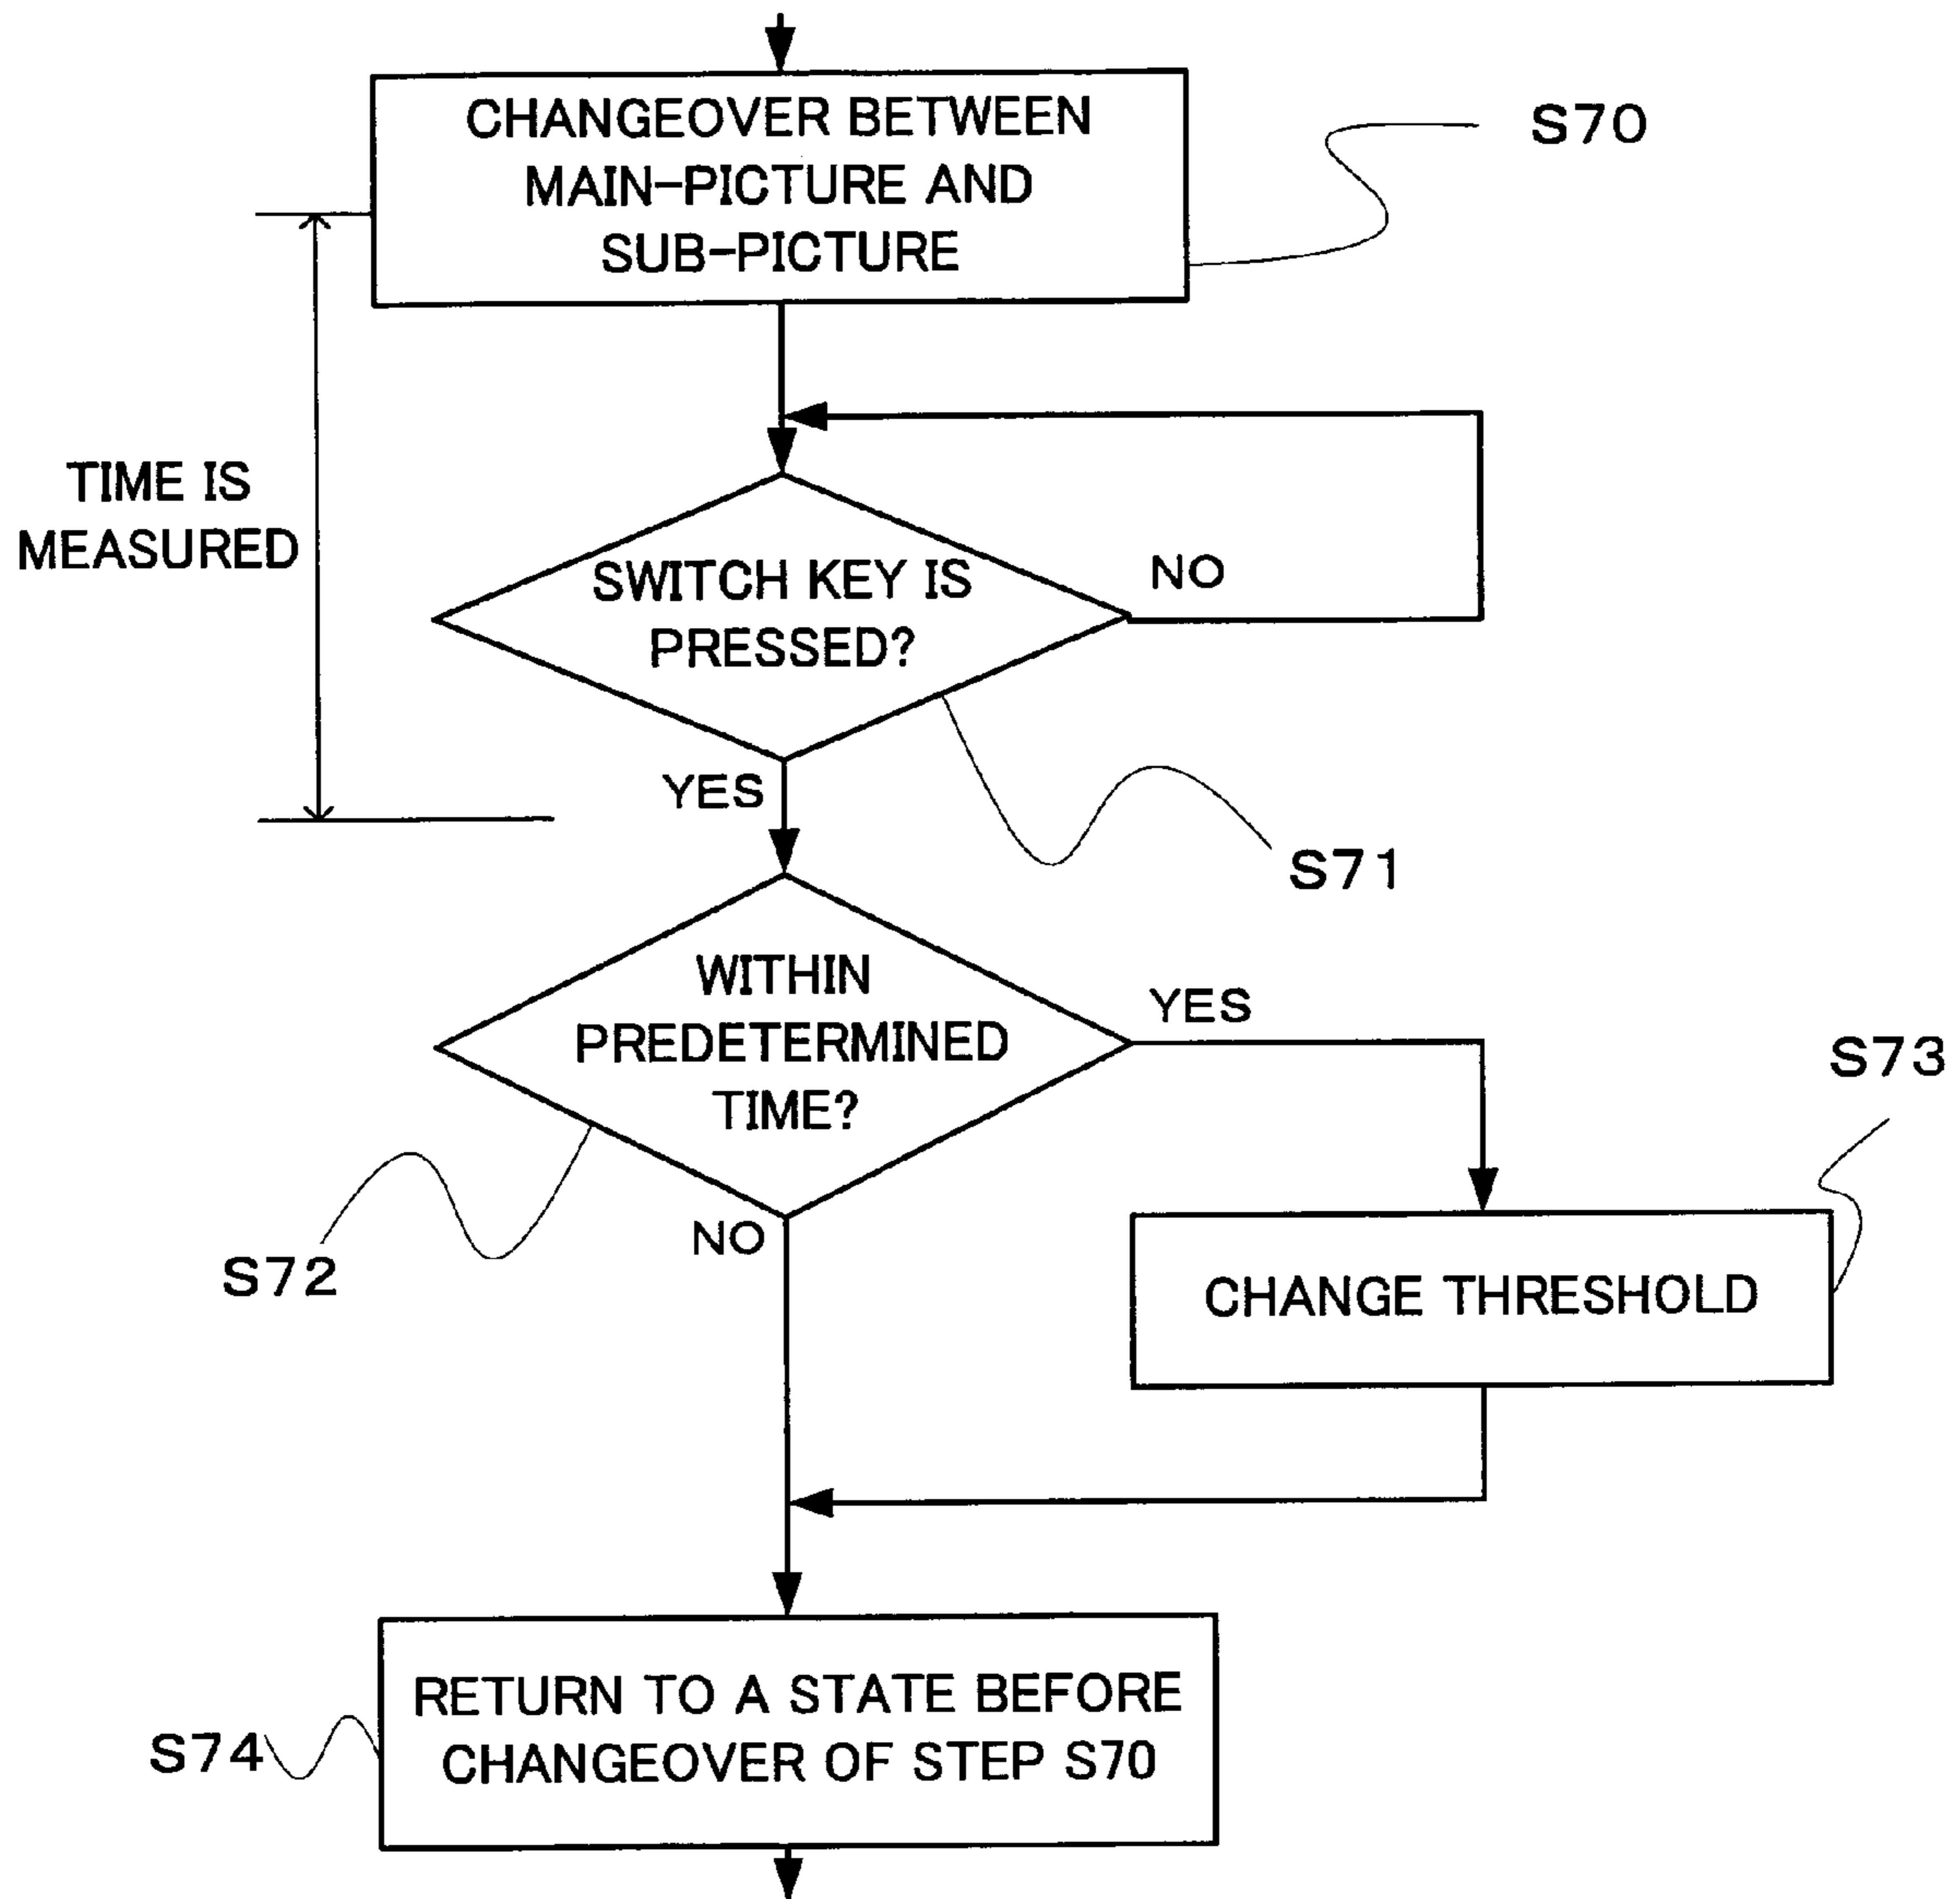 CHANGEOVER BETWEEN
MAIN-PICTURE AND
SUB-PICTURE
S70
TIME IS
MEASURED
SWITCH KEY IS
PRESSED?
NO
YES
S71
WITHIN
PREDETERMINED
TIME?
YES
S73
NO
S72
CHANGE THRESHOLD
RETURN TO A STATE BEFORE
CHANGEOVER OF STEP S70
S74